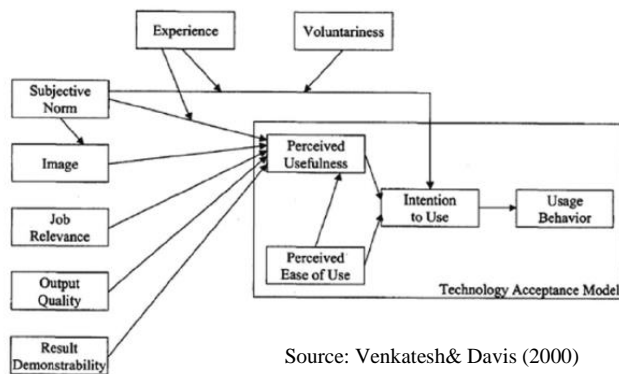 Experience
Voluntariness
Subjective
Norm
Image
Perceived
Usefulness
Intention
to Use
Usage
Behavior
Job
Relevance
Perceived
Ease of Use
Output
Quality
Technology Acceptance Model
Result
Demonstrability
Source: Venkatesh& Davis (2000)